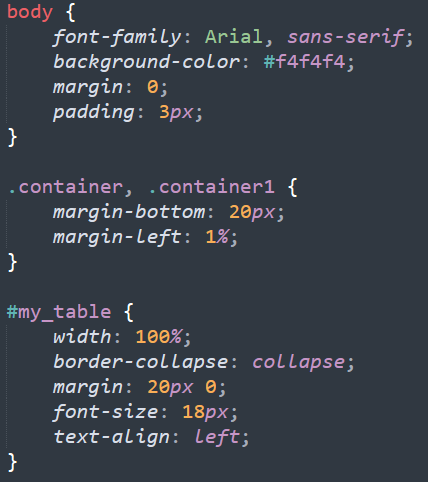 body {
    font-family: Arial, sans-serif;
    background-color: #f4f4f4;
    margin: 0;
    padding: 3px;
}

.container, .container1 {
    margin-bottom: 20px;
    margin-left: 1%;
}

#my_table {
    width: 100%;
    border-collapse: collapse;
    margin: 20px 0;
    font-size: 18px;
    text-align: left;
}